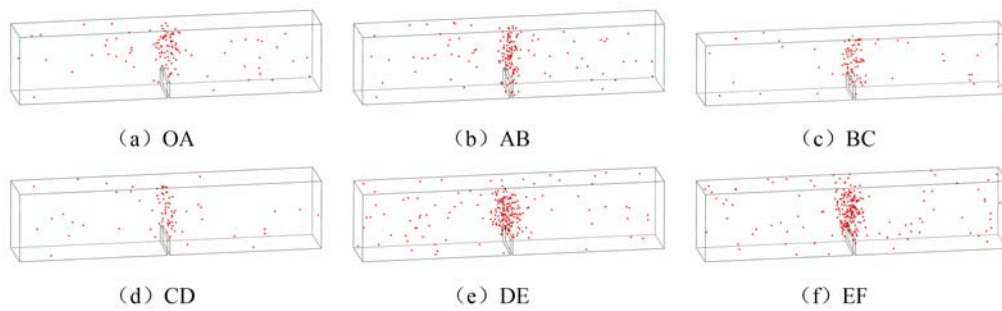 （a）OA
（b）AB
（c）BC
（d）CD
（e）DE
（f）EF